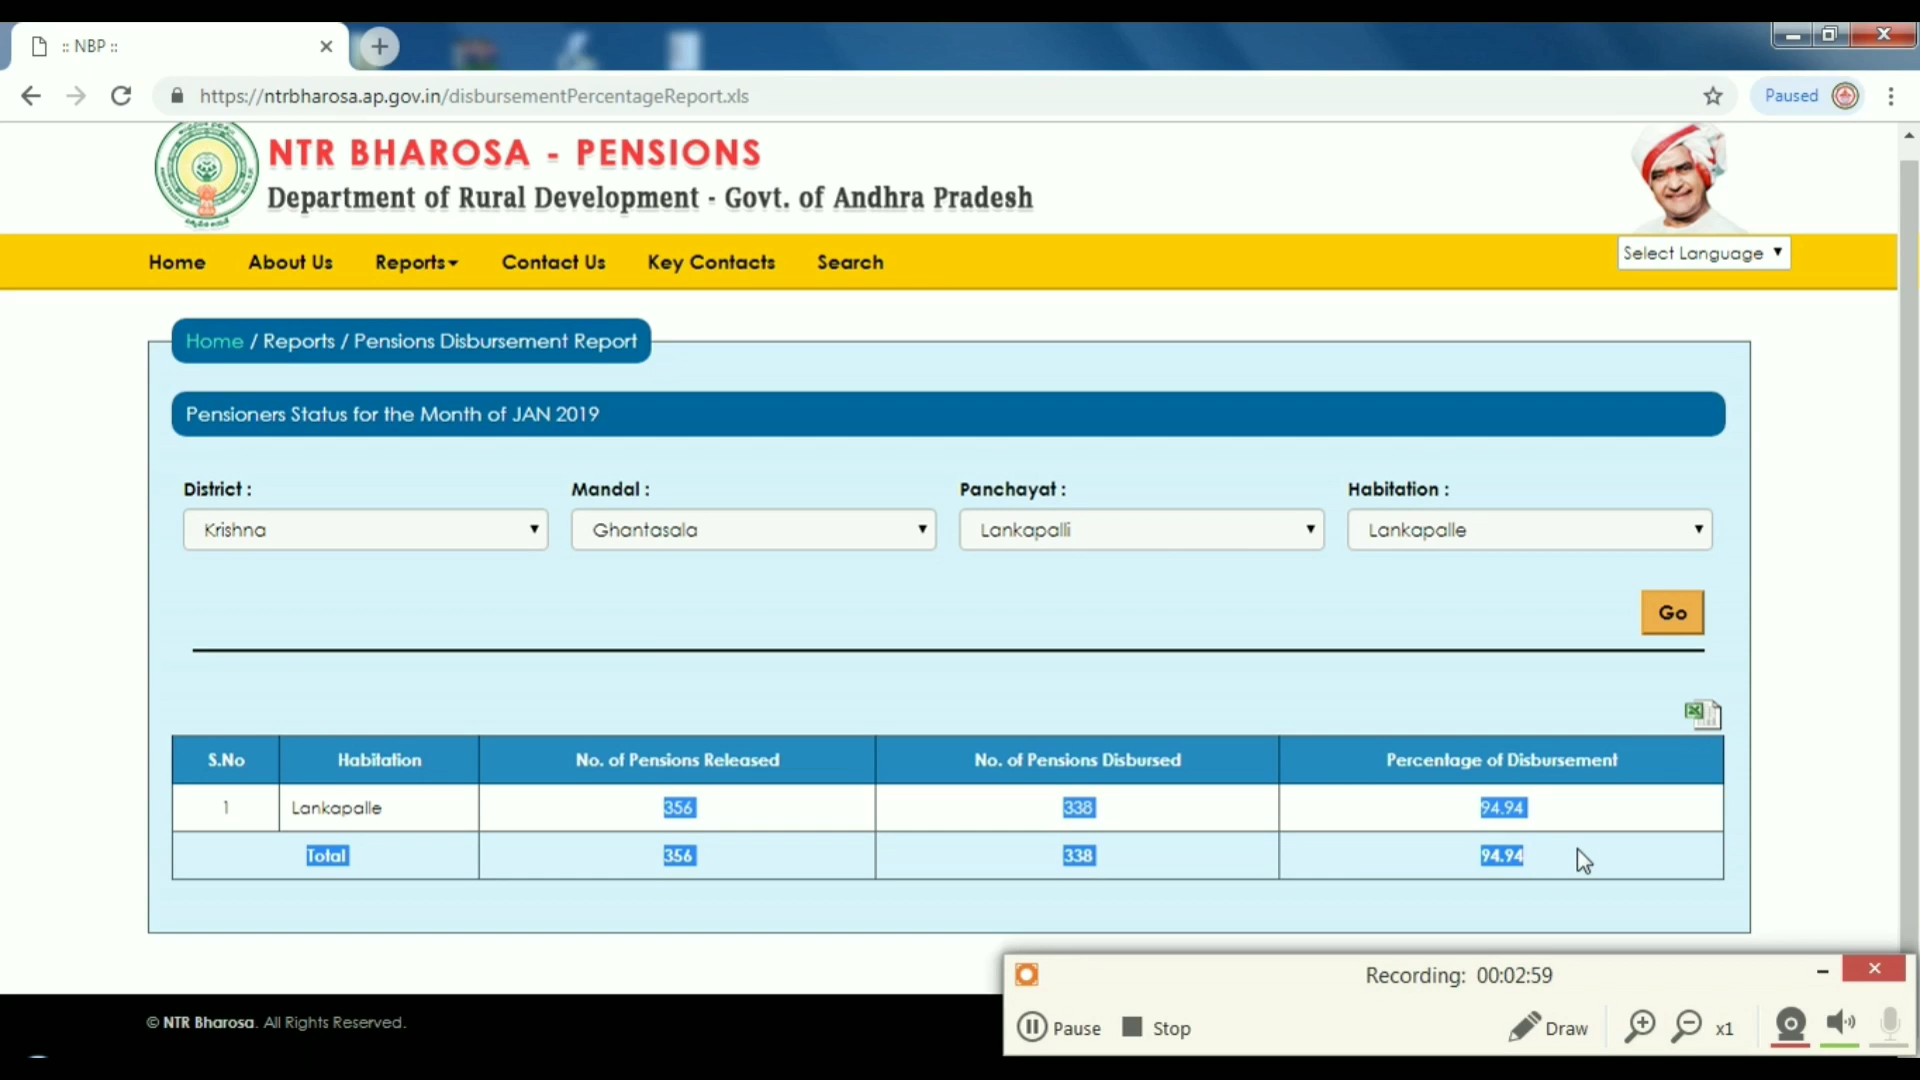 :: NBP ::
https://ntrbharosa.ap.gov.in/disbursementPercentageReport.xls
Paused
NTR BHAROSA - PENSIONS
Department of Rural Development - Govt. of Andhra Pradesh
Home About Us Reports Contact Us Key Contacts Search
Select Language
Home / Reports / Pensions Disbursement Report
Pensioners Status for the Month of JAN 2019
District : Mandal : Panchayat : Habitation :
Krishna Ghantasala Lankapalli Lankapalle
Go
S.No Habitation No. of Pensions Released No. of Pensions Disbursed Percentage of Disbursement
1 Lankapalle 356 338 94.94
Total 356 338 94.94
Recording: 00:02:59
© NTR Bharosa. All Rights Reserved.
Pause Stop Draw x1